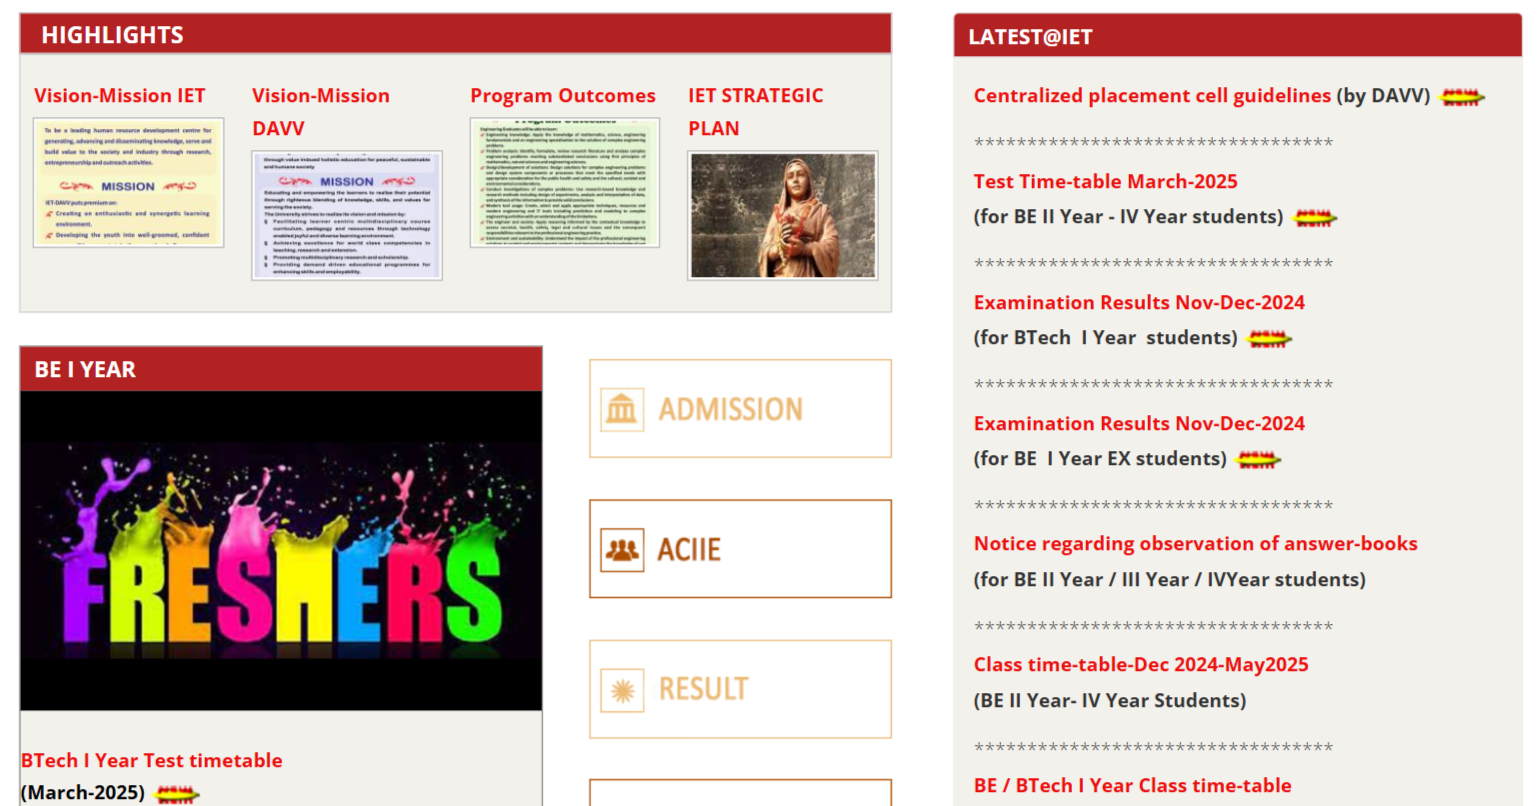 HIGHLIGHTS
Vision-Mission IET
To be a leading human resource development centre for
generating, advancing and disseminating knowledge, serve and
build value to the society and industry through research,
entrepreneurship and outreach activities.
MISSION
IET-DAVV puts premium on:
Creating an enthusiastic and synergetic learning
environment.
Developing the youth into well-groomed, confident
Vision-Mission
DAVV
through value imbued holistic education for peaceful, sustainable
and humane society.
MISSION
Educating and empowering the learners to realise their potential
through righteous blending of knowledge, skills, and values for
serving the society.
The University strives to realise its vision and mission by:
Facilitating learner centric multidisciplinary course
curriculum, pedagogy and resources through technology
enabled joyful and diverse learning environment.
Achieving excellence for world class competencies in
teaching, research and extension.
Promoting multidisciplinary research and scholarship.
Providing demand driven educational programmes for
enhancing skills and employability.
Program Outcomes
Program Outcomes
Engineering Graduates will be able to:
IET STRATEGIC
PLAN
BE I YEAR
FRESHERS
BTech I Year Test timetable
(March-2025) NEW
ADMISSION
ACIIE
RESULT
LATEST@IET
Centralized placement cell guidelines (by DAVV) NEW
**********************************
Test Time-table March-2025
(for BE II Year - IV Year students) NEW
**********************************
Examination Results Nov-Dec-2024
(for BTech I Year students) NEW
**********************************
Examination Results Nov-Dec-2024
(for BE I Year EX students) NEW
**********************************
Notice regarding observation of answer-books
(for BE II Year / III Year / IVYear students)
**********************************
Class time-table-Dec 2024-May2025
(BE II Year- IV Year Students)
**********************************
BE / BTech I Year Class time-table